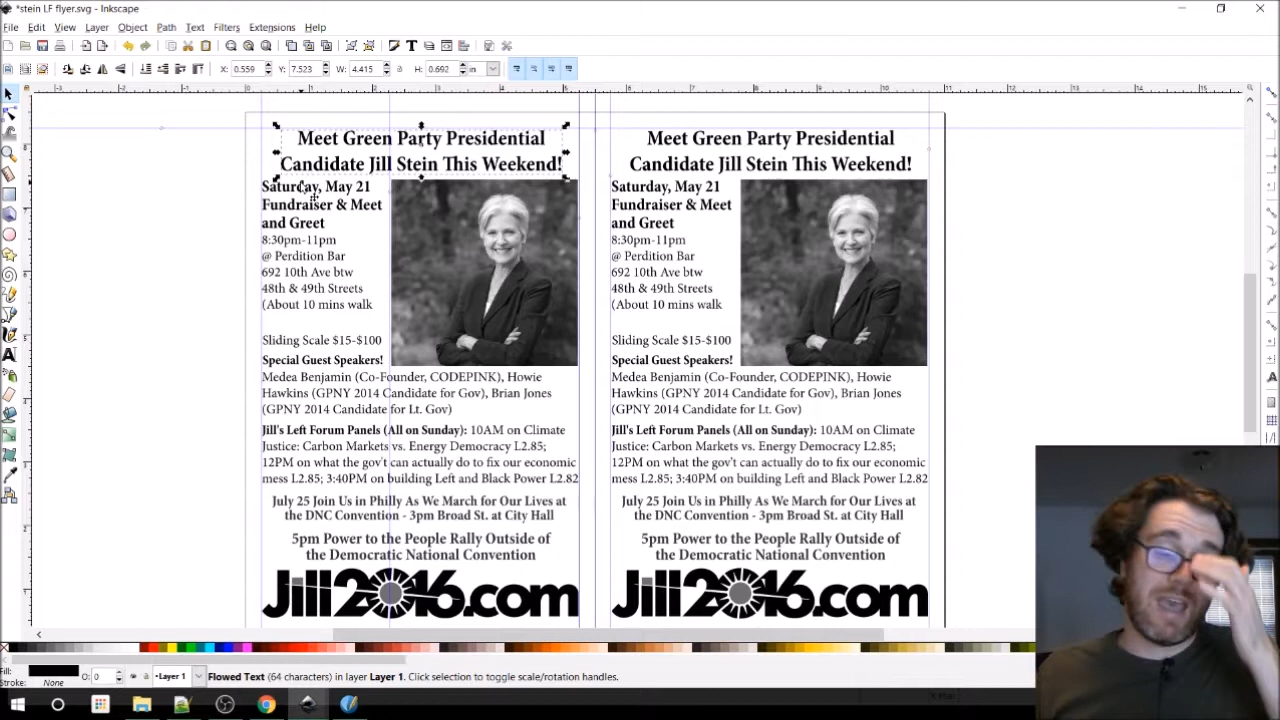 *stein LF flyer.svg - Inkscape
File Edit View Layer Object Path Text Filters Extensions Help
X: 0.559 Y: 7.523 W: 4.415 H: 0.692 in
Meet Green Party Presidential
Candidate Jill Stein This Weekend!
Saturday, May 21
Fundraiser & Meet
and Greet
8:30pm-11pm
@ Perdition Bar
692 10th Ave btw
48th & 49th Streets
(About 10 mins walk
Sliding Scale $15-$100
Special Guest Speakers!
Medea Benjamin (Co-Founder, CODEPINK), Howie
Hawkins (GPNY 2014 Candidate for Gov), Brian Jones
(GPNY 2014 Candidate for Lt. Gov)
Jill's Left Forum Panels (All on Sunday): 10AM on Climate
Justice: Carbon Markets vs. Energy Democracy L2.85;
12PM on what the gov't can actually do to fix our economic
mess L2.85; 3:40PM on building Left and Black Power L2.82
July 25 Join Us in Philly As We March for Our Lives at
the DNC Convention - 3pm Broad St. at City Hall
5pm Power to the People Rally Outside of
the Democratic National Convention
Jill2016.com
Meet Green Party Presidential
Candidate Jill Stein This Weekend!
Saturday, May 21
Fundraiser & Meet
and Greet
8:30pm-11pm
@ Perdition Bar
692 10th Ave btw
48th & 49th Streets
(About 10 mins walk
Sliding Scale $15-$100
Special Guest Speakers!
Medea Benjamin (Co-Founder, CODEPINK), Howie
Hawkins (GPNY 2014 Candidate for Gov), Brian Jones
(GPNY 2014 Candidate for Lt. Gov)
Jill's Left Forum Panels (All on Sunday): 10AM on Climate
Justice: Carbon Markets vs. Energy Democracy L2.85;
12PM on what the gov't can actually do to fix our economic
mess L2.85; 3:40PM on building Left and Black Power L2.82
July 25 Join Us in Philly As We March for Our Lives at
the DNC Convention - 3pm Broad St. at City Hall
5pm Power to the People Rally Outside of
the Democratic National Convention
Jill2016.com
Fill:
Stroke: None
O: 0
Layer 1
Flowed Text (64 characters) in layer Layer 1. Click selection to toggle scale/rotation handles.